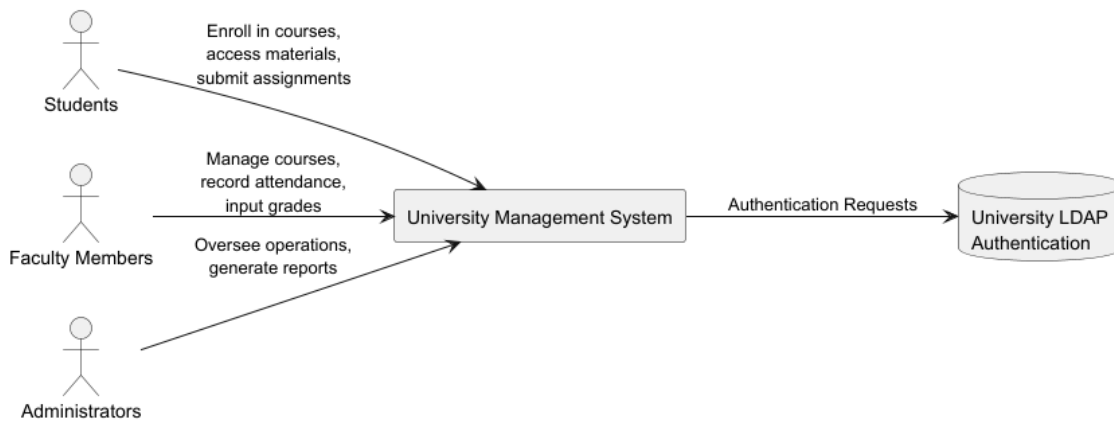 Enroll in courses,
access materials,
submit assignments
Students
Manage courses,
record attendance,
input grades
Faculty Members
Oversee operations,
generate reports
Administrators
University Management System
Authentication Requests
University LDAP
Authentication